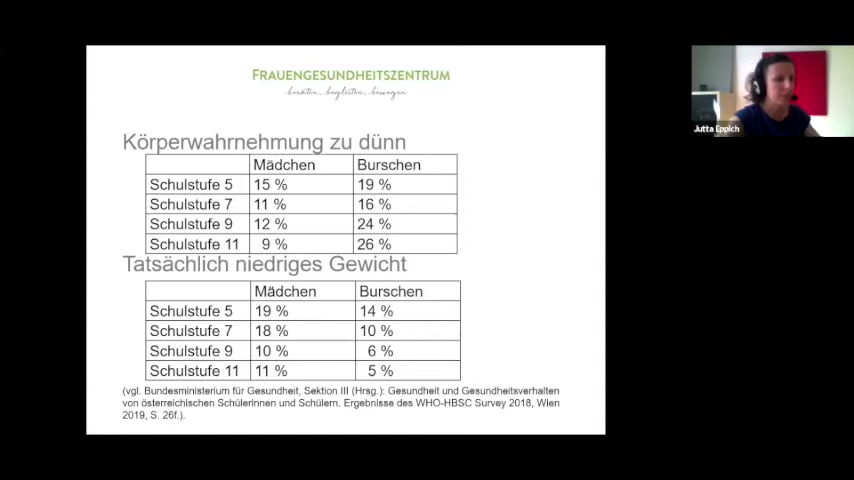 FRAUENGESUNDHEITSZENTRUM
beraten, begleiten, bewegen
Jutta Eppich
Körperwahrnehmung zu dünn
Mädchen Burschen
Schulstufe 5 15 % 19 %
Schulstufe 7 11 % 16 %
Schulstufe 9 12 % 24 %
Schulstufe 11 9 % 26 %
Tatsächlich niedriges Gewicht
Mädchen Burschen
Schulstufe 5 19 % 14 %
Schulstufe 7 18 % 10 %
Schulstufe 9 10 % 6 %
Schulstufe 11 11 % 5 %
(vgl. Bundesministerium für Gesundheit, Sektion III (Hrsg.): Gesundheit und Gesundheitsverhalten
von österreichischen Schülerinnen und Schülern. Ergebnisse des WHO-HBSC Survey 2018, Wien
2019, S. 26f.).